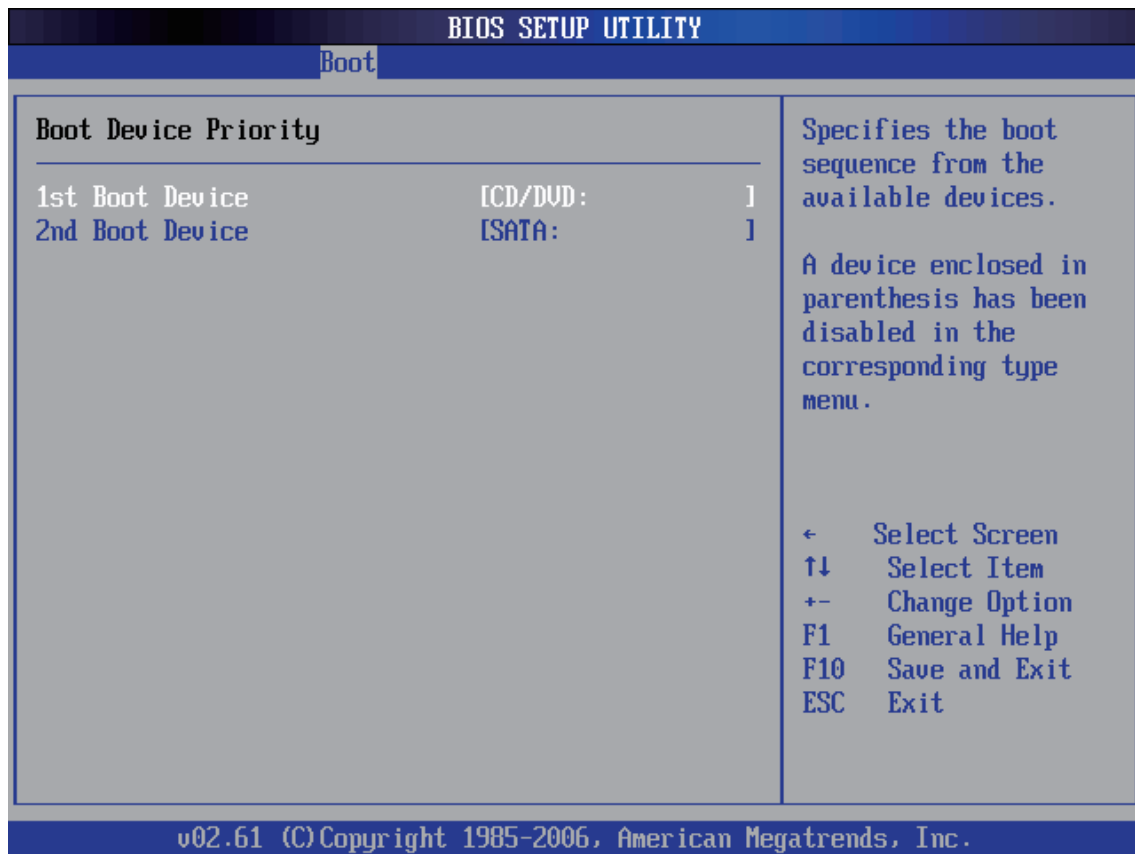 BIOS SETUP UTILITY
Boot
Boot Device Priority
1st Boot Device [CD/DVD: ]
2nd Boot Device [SATA: ]
Specifies the boot
sequence from the
available devices.
A device enclosed in
parenthesis has been
disabled in the
corresponding type
menu.
← Select Screen
↑↓ Select Item
+- Change Option
F1 General Help
F10 Save and Exit
ESC Exit
v02.61 (C)Copyright 1985-2006, American Megatrends, Inc.